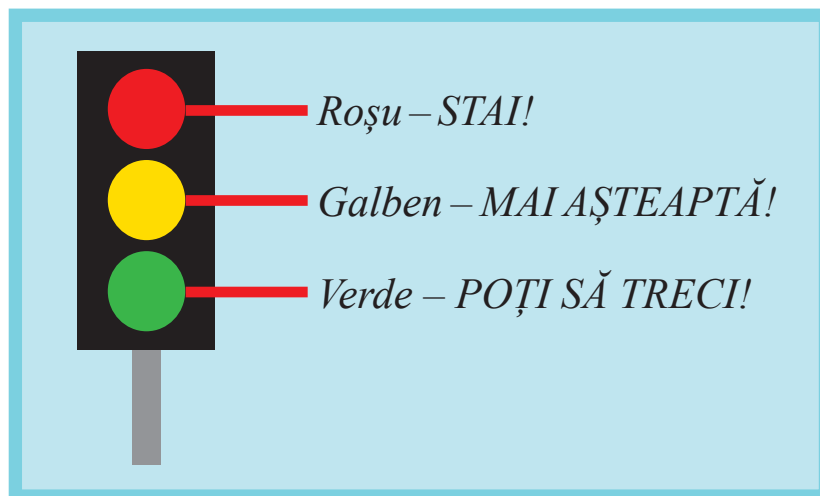 Roșu – STAI!
Galben – MAI AȘTEAPTĂ!
Verde – POȚI SĂ TRECI!